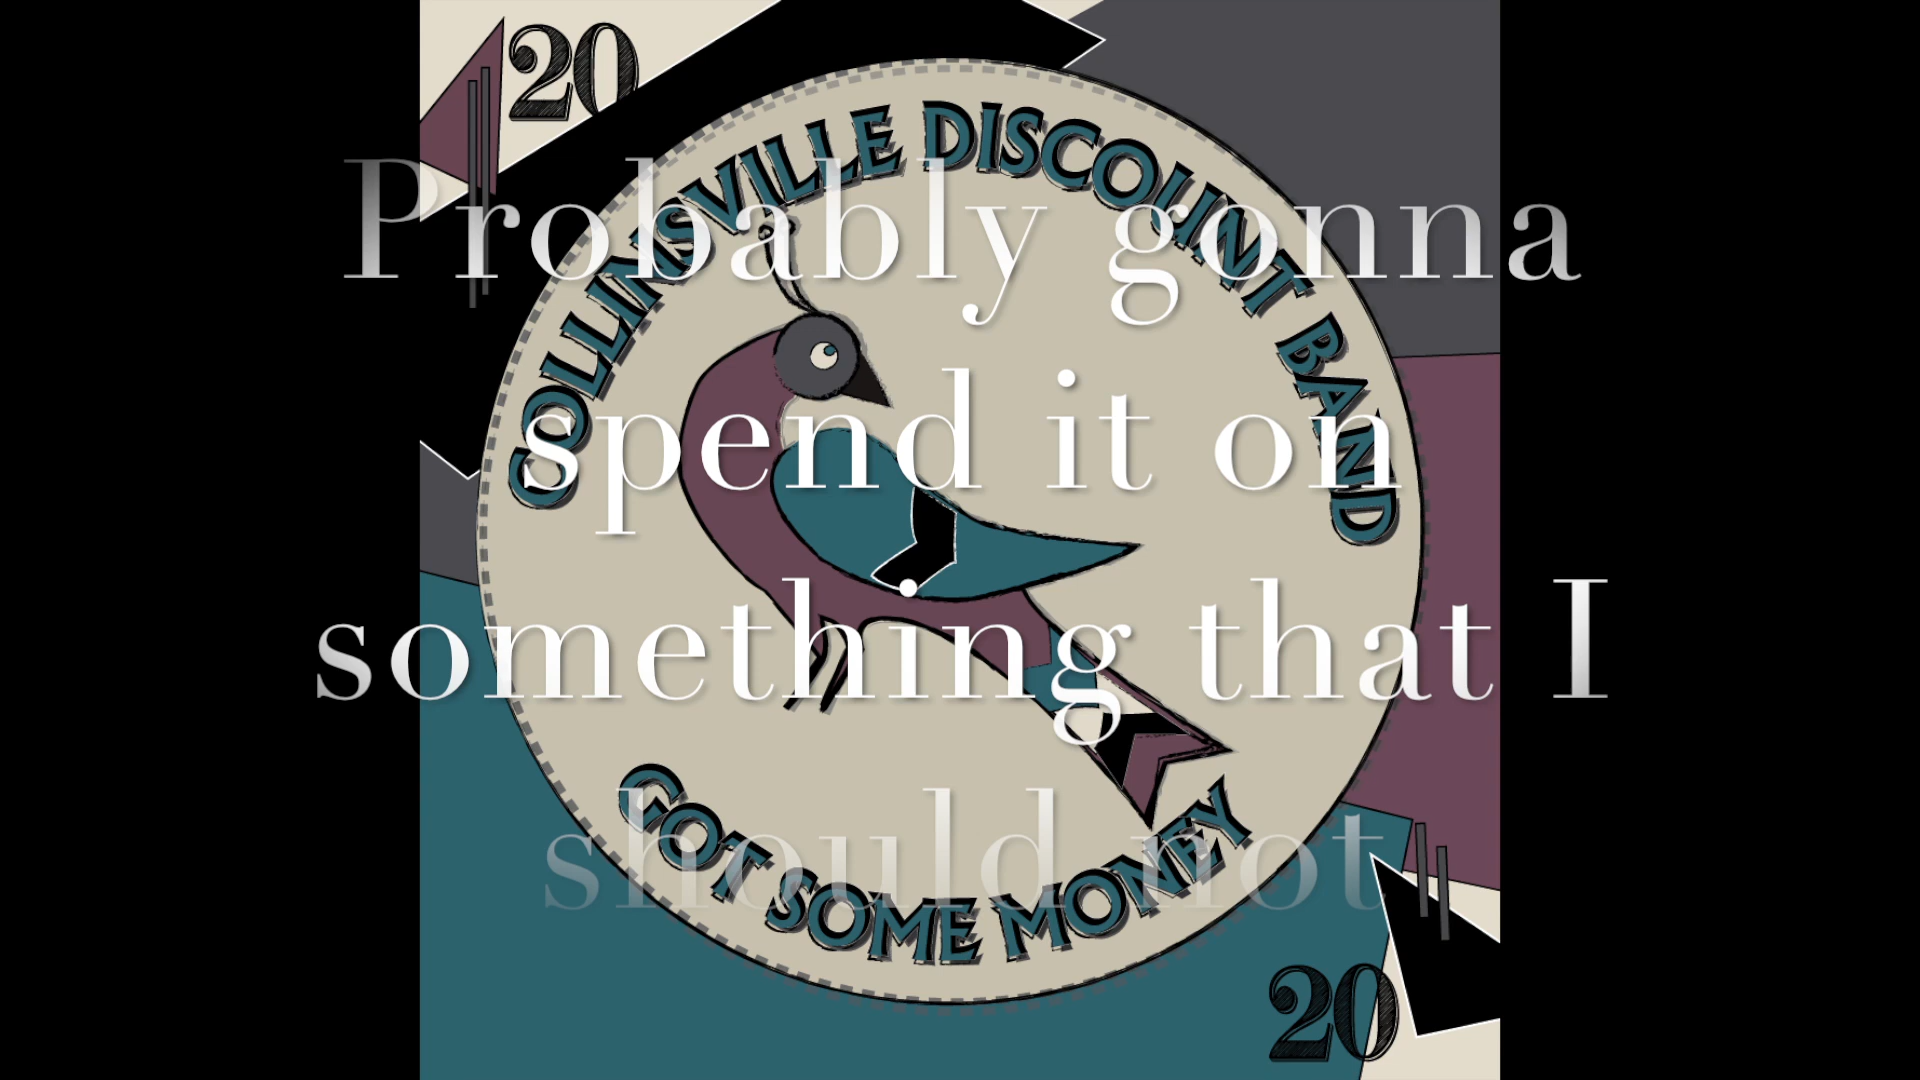 20
COLLINSVILLE DISCOUNT BAND
Probably gonna
spend it on
something that I
should not
GOT SOME MONEY
20